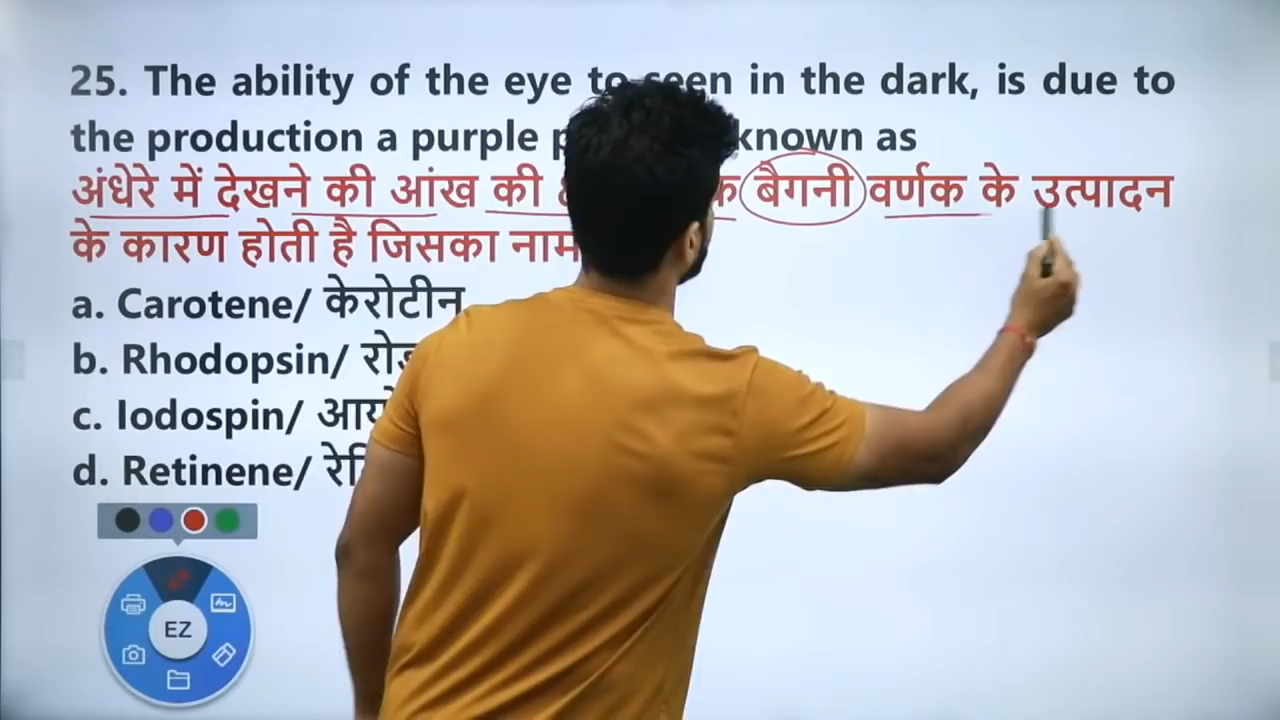 25. The ability of the eye to seen in the dark, is due to
the production a purple known as
अंधेरे में देखने की आंख की बैगनी वर्णक के उत्पादन
के कारण होती है जिसका नाम
a. Carotene/ केरोटीन
b. Rhodopsin/
c. Iodospin/
d. Retinene/
EZ